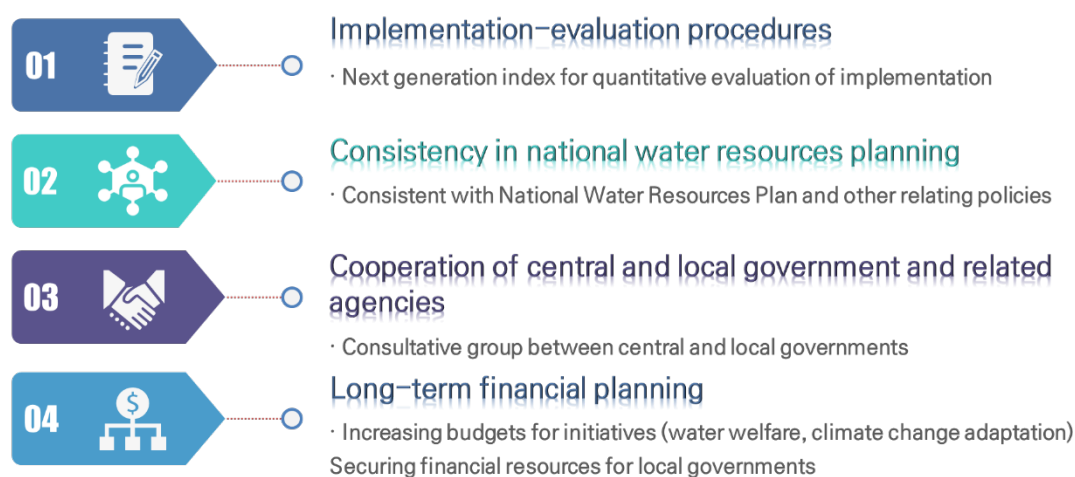 01
Implementation-evaluation procedures
· Next generation index for quantitative evaluation of implementation
02
Consistency in national water resources planning
· Consistent with National Water Resources Plan and other relating policies
03
Cooperation of central and local government and related
agencies
· Consultative group between central and local governments
04
$
Long-term financial planning
· Increasing budgets for initiatives (water welfare, climate change adaptation)
Securing financial resources for local governments